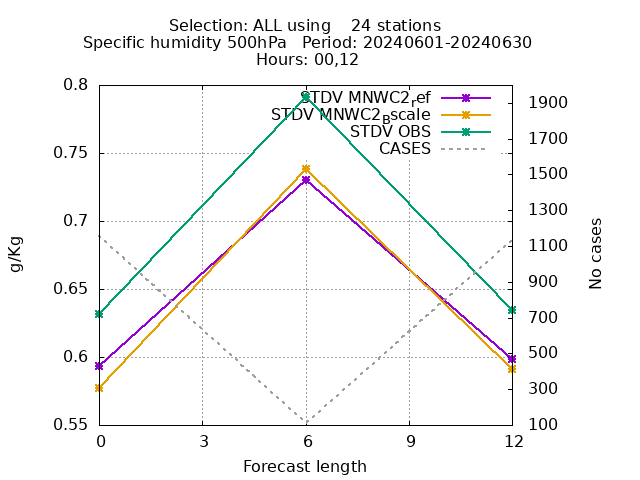 Selection: ALL using    24 stations
Specific humidity 500hPa   Period: 20240601-20240630
Hours: 00,12
STDV MNWC2_ref
STDV MNWC2_Bscale
STDV OBS
CASES
0.8
0.75
0.7
0.65
0.6
0.55
1900
1700
1500
1300
1100
900
700
500
300
100
0 3 6 9 12
g/Kg
No cases
Forecast length